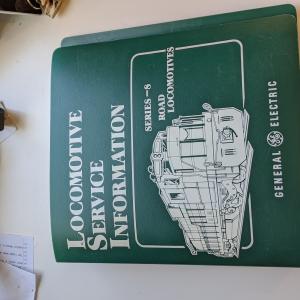 LOCOMOTIVE
SERVICE
INFORMATION
SERIES-8
ROAD
LOCOMOTIVES
GENERAL ELECTRIC